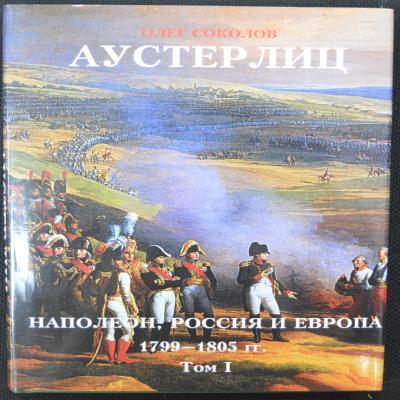 ОЛЕГ СОКОЛОВ
АУСТЕРЛИЦ
НАПОЛЕОН, РОССИЯ И ЕВРОПА
1799—1805 гг.
Том I